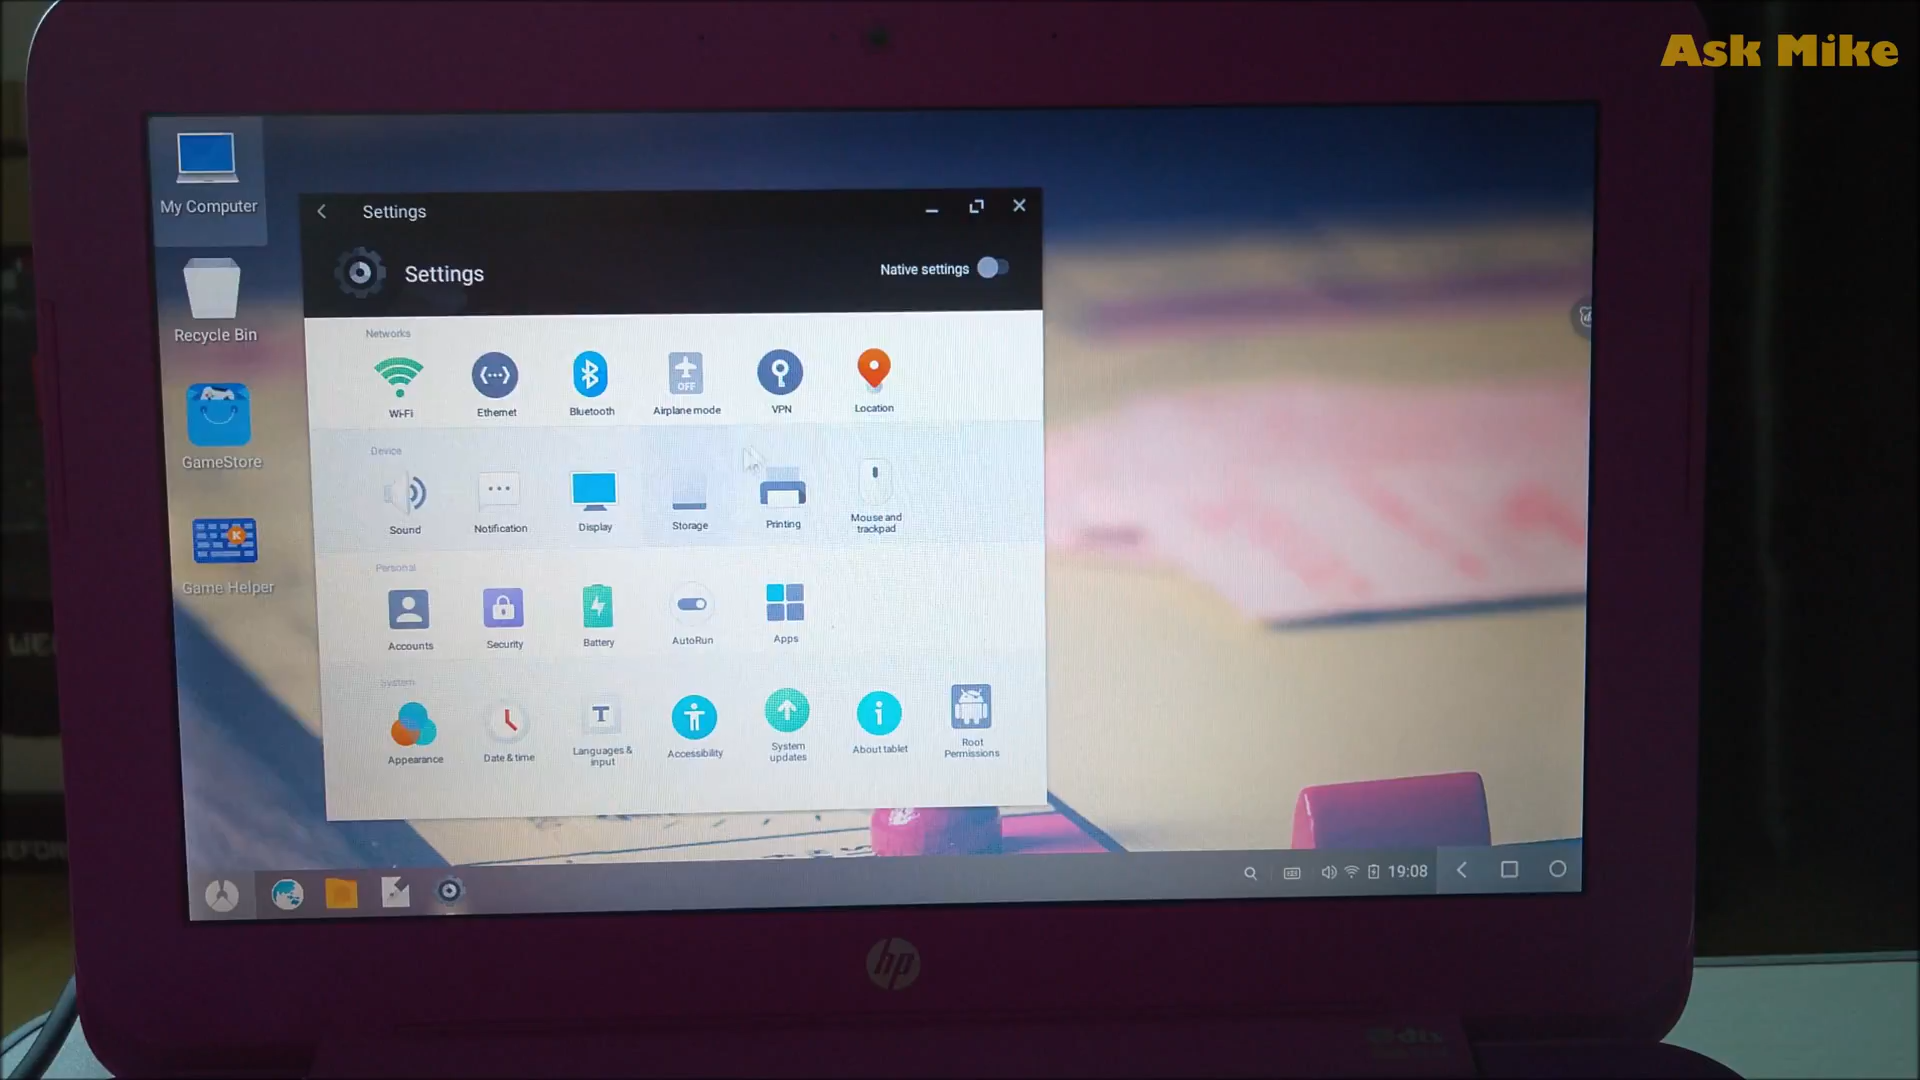 Ask Mike
My Computer
Recycle Bin
GameStore
Game Helper
Settings
Settings
Native settings
Networks
Wi-Fi
Ethernet
Bluetooth
OFF
Airplane mode
VPN
Location
Device
Sound
Notification
Display
Storage
Printing
Mouse and
trackpad
Personal
Accounts
Security
Battery
AutoRun
Apps
System
Appearance
Date & time
T
Languages &
input
Accessibility
System
updates
About tablet
Root
Permissions
K
19:08
hp